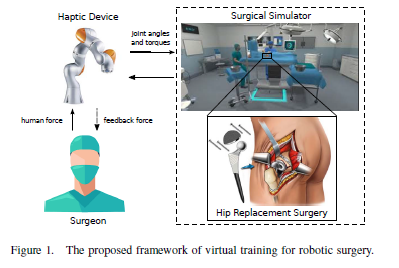 Haptic Device
Surgical Simulator
Joint angles
and torques
human force
feedback force
Surgeon
Hip Replacement Surgery
Figure 1. The proposed framework of virtual training for robotic surgery.